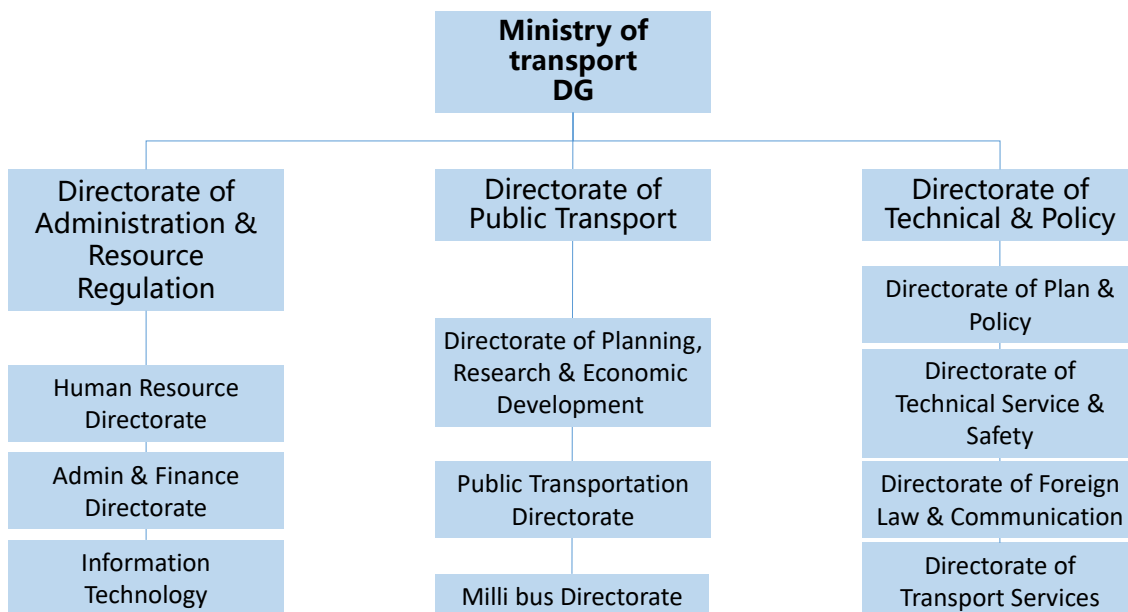 Ministry of
transport
DG
Directorate of
Administration &
Resource
Regulation
Human Resource
Directorate
Admin & Finance
Directorate
Information
Technology
Directorate of
Public Transport
Directorate of Planning,
Research & Economic
Development
Public Transportation
Directorate
Milli bus Directorate
Directorate of
Technical & Policy
Directorate of Plan &
Policy
Directorate of
Technical Service &
Safety
Directorate of Foreign
Law & Communication
Directorate of
Transport Services